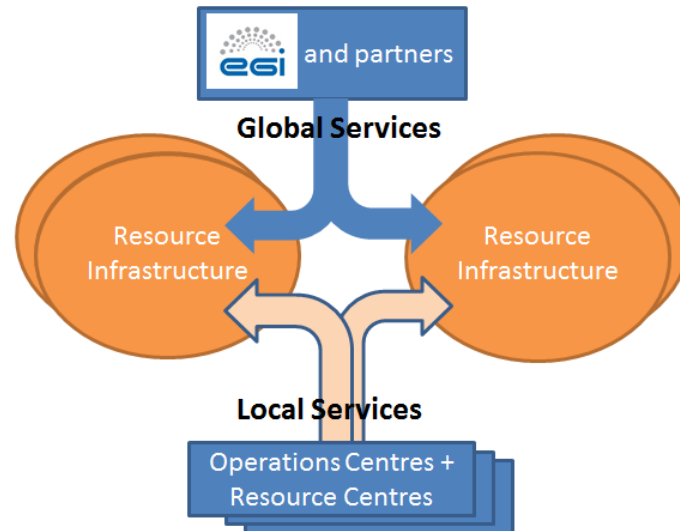 egi and partners
Global Services
Resource
Infrastructure
Resource
Infrastructure
Local Services
Operations Centres +
Resource Centres